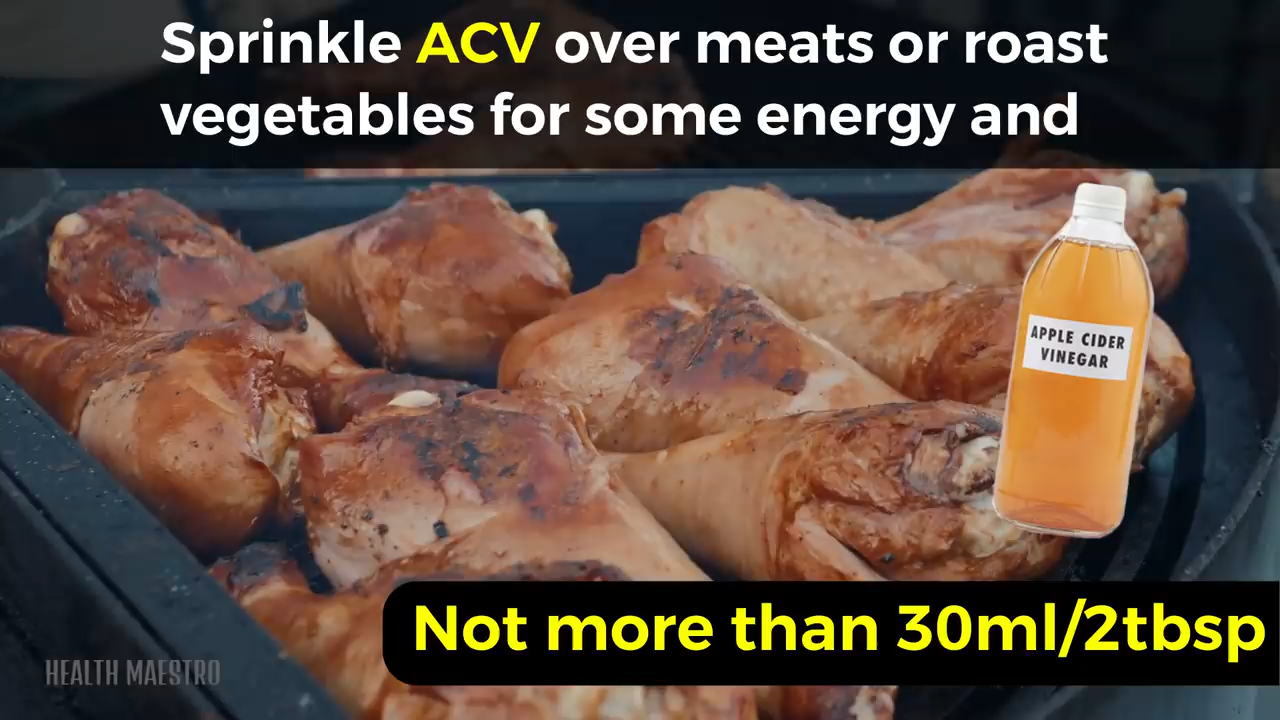 Sprinkle ACV over meats or roast
vegetables for some energy and
APPLE CIDER
VINEGAR
Not more than 30ml/2tbsp
HEALTH MAESTRO